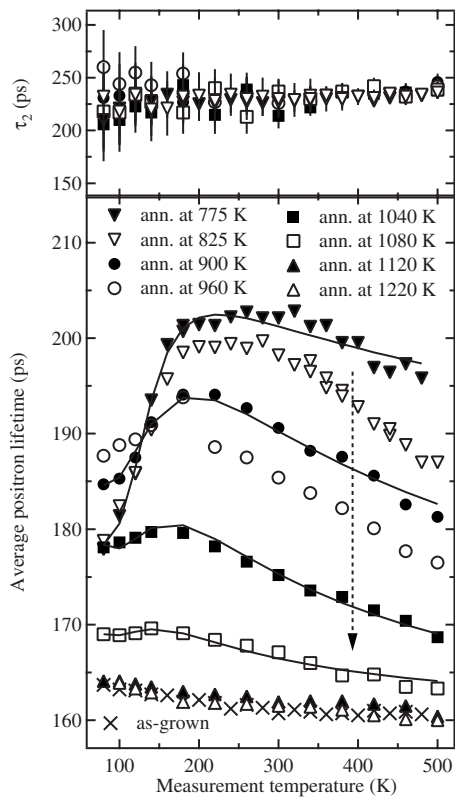 300
250
200
150
τ2 (ps)
ann. at 775 K
ann. at 825 K
ann. at 900 K
ann. at 960 K
ann. at 1040 K
ann. at 1080 K
ann. at 1120 K
ann. at 1220 K
210
200
190
180
170
160
Average positron lifetime (ps)
as-grown
100 200 300 400 500
Measurement temperature (K)